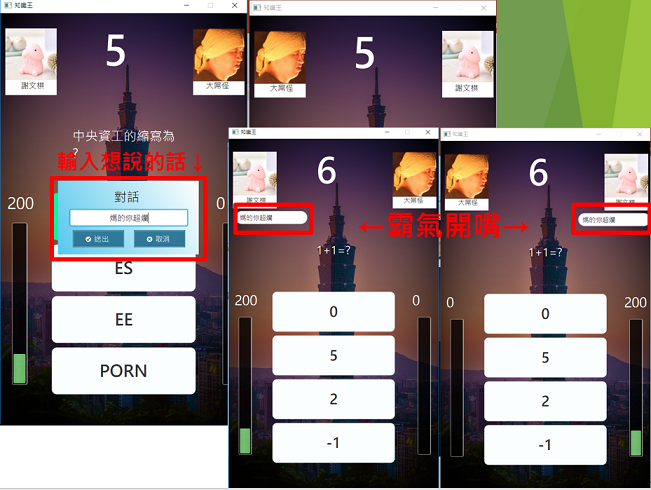 知識王
知識王
5
5
謝文棋
大屌怪
大屌怪
謝文棋
中央資工的縮寫為
?
輸入想說的話↓
對話
媽的你超爛
送出
取消
200
0
ES
EE
PORN
知識王
知識王
6
6
謝文棋
大屌怪
大屌怪
謝文棋
媽的你超爛
媽的你超爛
←霸氣開嘴→
1+1=?
1+1=?
200
0
0
200
0
5
2
-1
0
5
2
-1